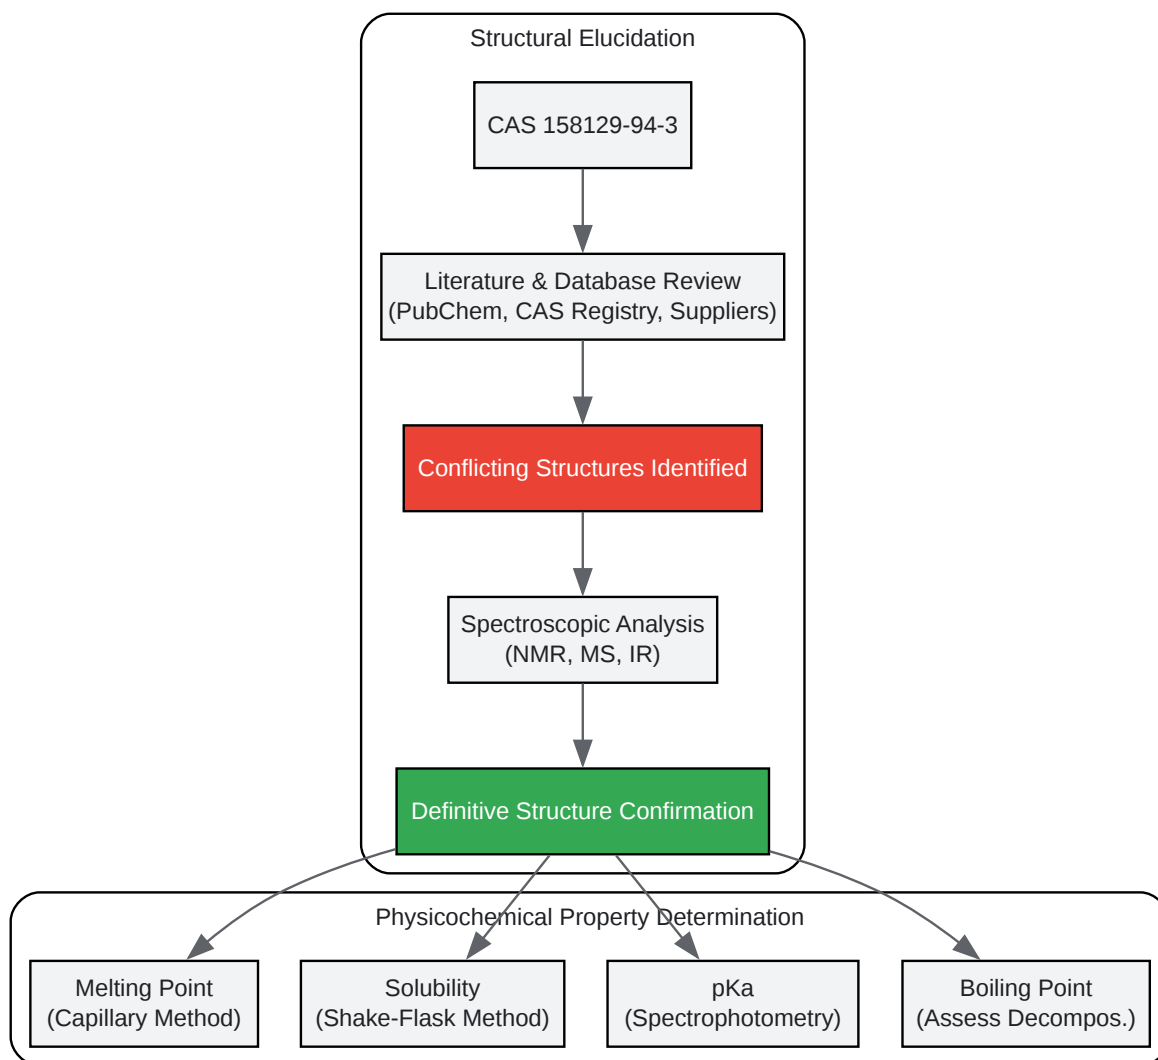 Structural Elucidation
CAS 158129-94-3
Literature & Database Review
(PubChem, CAS Registry, Suppliers)
Conflicting Structures Identified
Spectroscopic Analysis
(NMR, MS, IR)
Definitive Structure Confirmation
Physicochemical Property Determination
Melting Point
(Capillary Method)
Solubility
(Shake-Flask Method)
pKa
(Spectrophotometry)
Boiling Point
(Assess Decompos.)